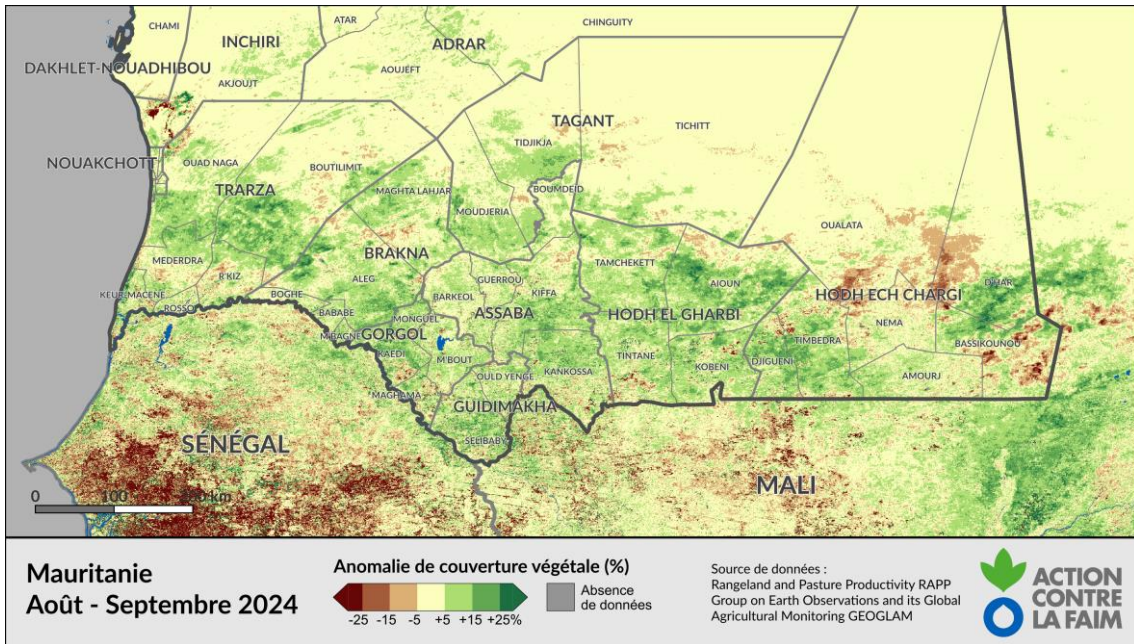 CHAMI
ATAR
CHINGUITY
INCHIRI
ADRAR
DAKHLET-NOUADHIBOU
AOUJEFT
AKJOUJT
TAGANT
TICHITT
TIDJIKJA
NOUAKCHOTT
OUAD NAGA
BOUTILIMIT
TRARZA
MAGHTA LAHJAR
BOUMDEID
MOUDJERIA
OUALATA
BRAKNA
MEDERDRA
R'KIZ
ALEG
GUERROU
TAMCHEKETT
AIOUN
D'HAR
KEUR MACENE
ROSSO
BOGHE
BABABE
BARKEOL
KIFFA
HODH ECH CHARGI
MONGUEL
ASSABA
HODH EL GHARBI
NEMA
M'BAGNE
GORGOL
TIMBEDRA
BASSIKOUNOU
KAEDI
M'BOUT
TINTANE
DJIGUENI
KOBENI
OULD YENGE
KANKOSSA
AMOURJ
MAGHAMA
GUIDIMAKHA
SELIBABY
SÉNÉGAL
MALI
0 100 200 km
Mauritanie
Août - Septembre 2024
Anomalie de couverture végétale (%)
-25 -15 -5 +5 +15 +25%
Absence
de données
Source de données :
Rangeland and Pasture Productivity RAPP
Group on Earth Observations and its Global
Agricultural Monitoring GEOGLAM
ACTION
CONTRE
LA FAIM